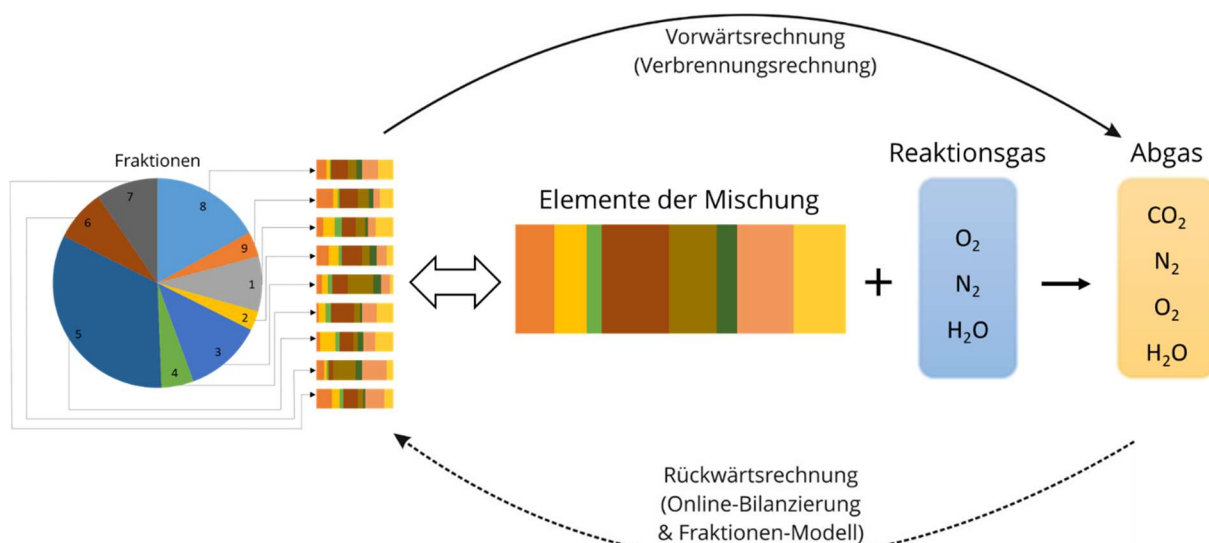 Vorwärtsrechnung
(Verbrennungsrechnung)
Fraktionen
7
8
6
9
1
2
5
3
4
Elemente der Mischung
+
Reaktionsgas
O₂
N₂
H₂O
Abgas
CO₂
N₂
O₂
H₂O
Rückwärtsrechnung
(Online-Bilanzierung
& Fraktionen-Modell)